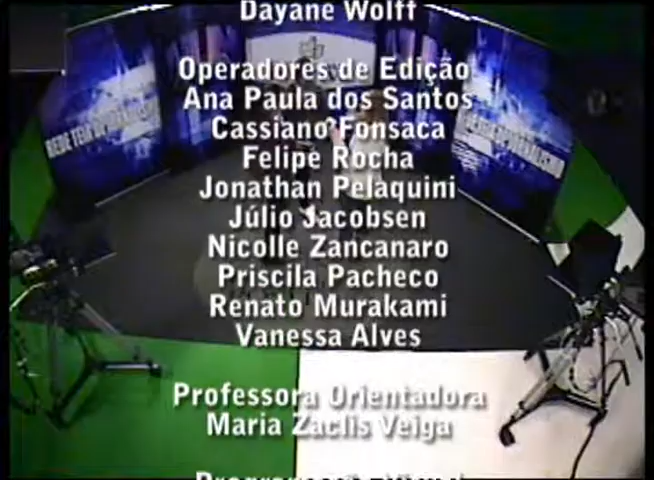 Dayane Wolff
Operadores de Edição
Ana Paula dos Santos
Cassiano Fonsaca
Felipe Rocha
Jonathan Pelaquini
Júlio Jacobsen
Nicolle Zancanaro
Priscila Pacheco
Renato Murakami
Vanessa Alves
Professora Orientadora
Maria Zaclis Veiga